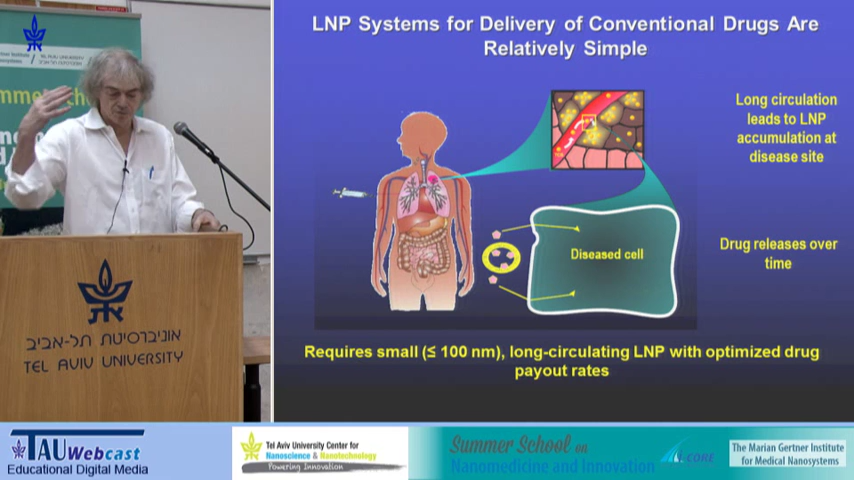 LNP Systems for Delivery of Conventional Drugs Are
Relatively Simple
Long circulation
leads to LNP
accumulation at
disease site
Diseased cell
Drug releases over
time
Requires small (≤ 100 nm), long-circulating LNP with optimized drug
payout rates
אוניברסיטת תל-אביב
TEL AVIV UNIVERSITY
TAUWebcast
Educational Digital Media
Tel Aviv University Center for
Nanoscience & Nanotechnology
Powering Innovation
Summer School on
Nanomedicine and Innovation
I-CORE
The Marian Gertner Institute
for Medical Nanosystems